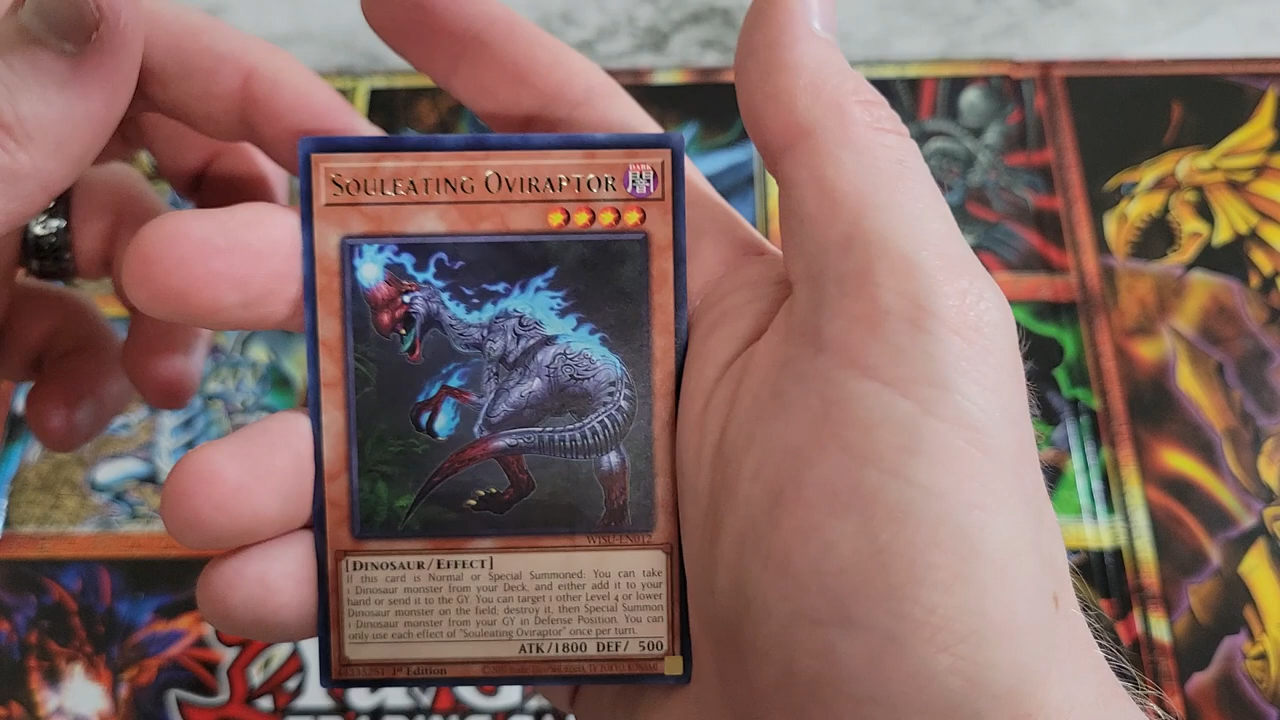 SOULEATING OVIRAPTOR
DARK
闇
WISU-EN012
[DINOSAUR/EFFECT]
If this card is Normal or Special Summoned: You can take
1 Dinosaur monster from your Deck, and either add it to your
hand or send it to the GY. You can target 1 other Level 4 or lower
Dinosaur monster on the field; destroy it, then Special Summon
1 Dinosaur monster from your GY in Defense Position. You can
only use each effect of "Souleating Oviraptor" once per turn.
ATK/1800 DEF/ 500
1st Edition
KONAMI